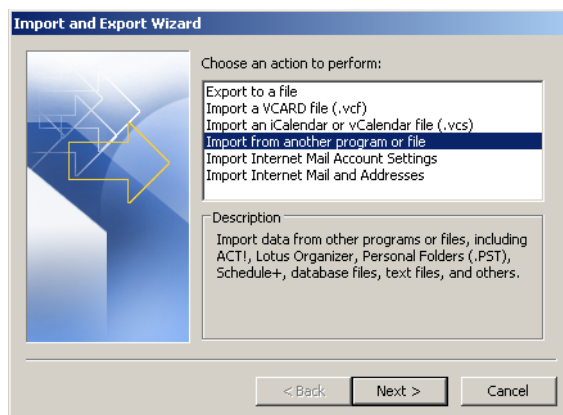 Import and Export Wizard
Choose an action to perform:
Export to a file
Import a VCARD file (.vcf)
Import an iCalendar or vCalendar file (.vcs)
Import from another program or file
Import Internet Mail Account Settings
Import Internet Mail and Addresses
Description
Import data from other programs or files, including
ACT!, Lotus Organizer, Personal Folders (.PST),
Schedule+, database files, text files, and others.
< Back
Next >
Cancel